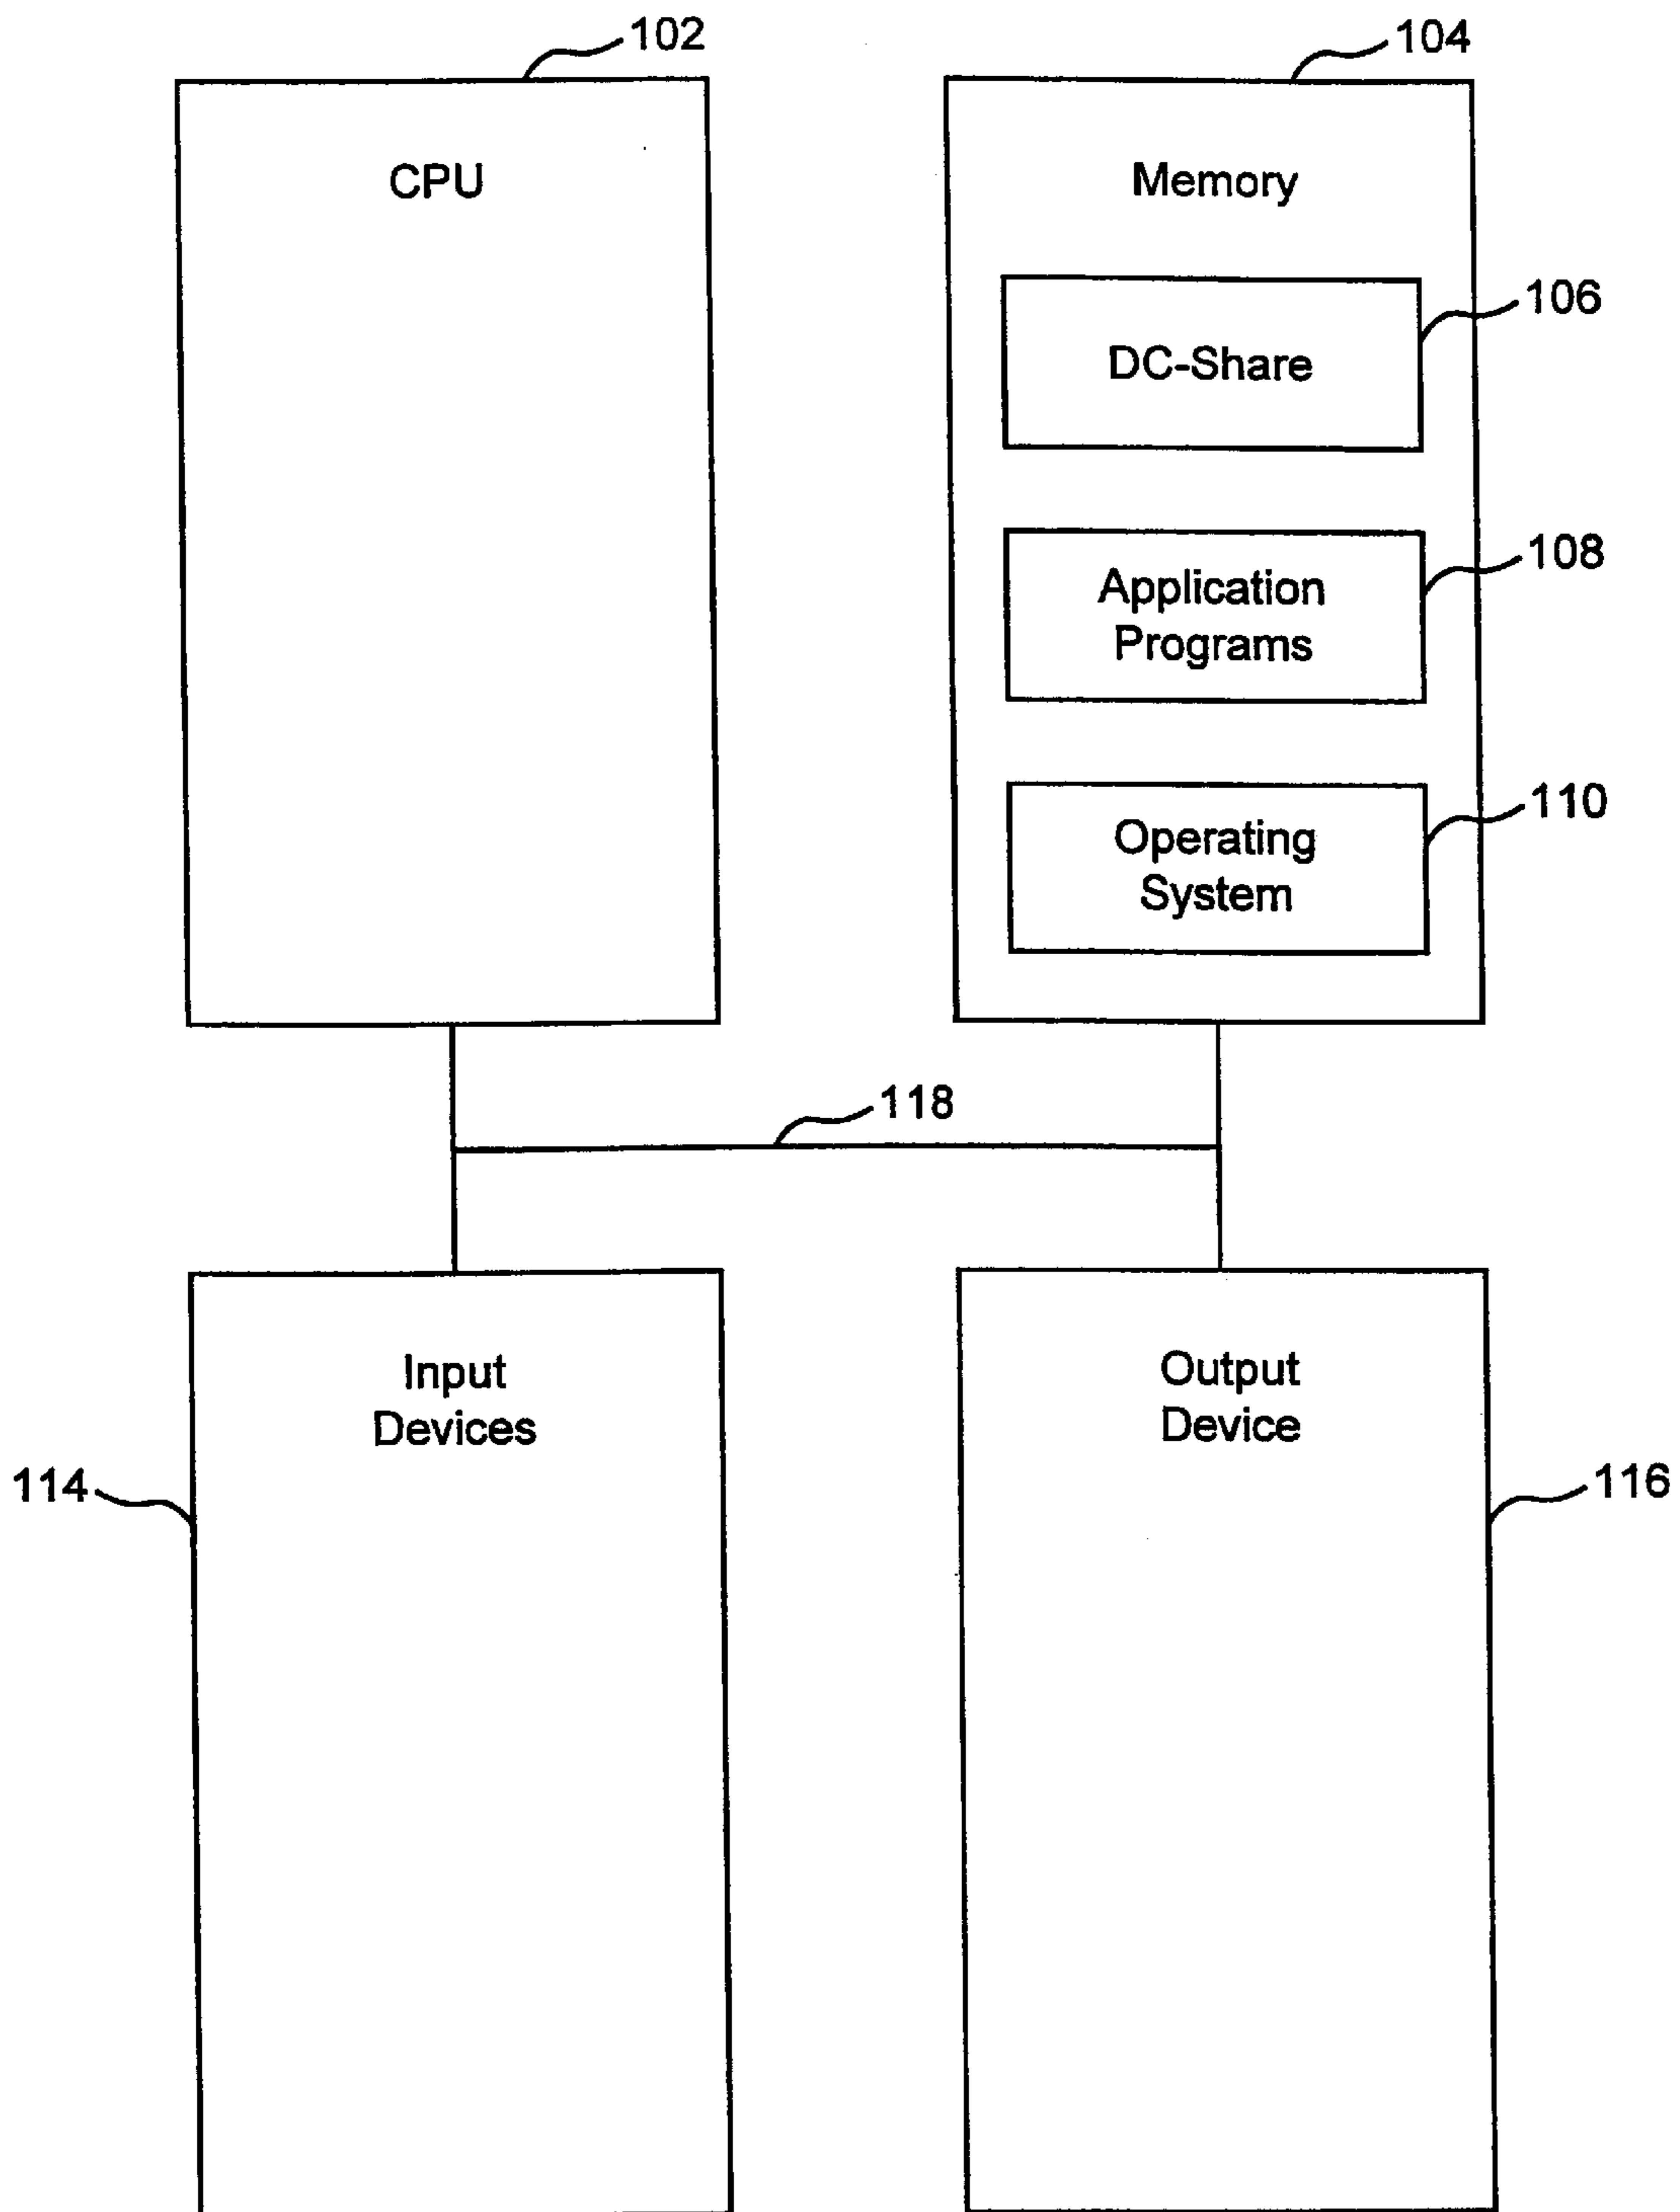 102
104
CPU
Memory
106
DC-Share
108
Application
Programs
110
Operating
System
118
Input
Devices
Output
Device
114
116